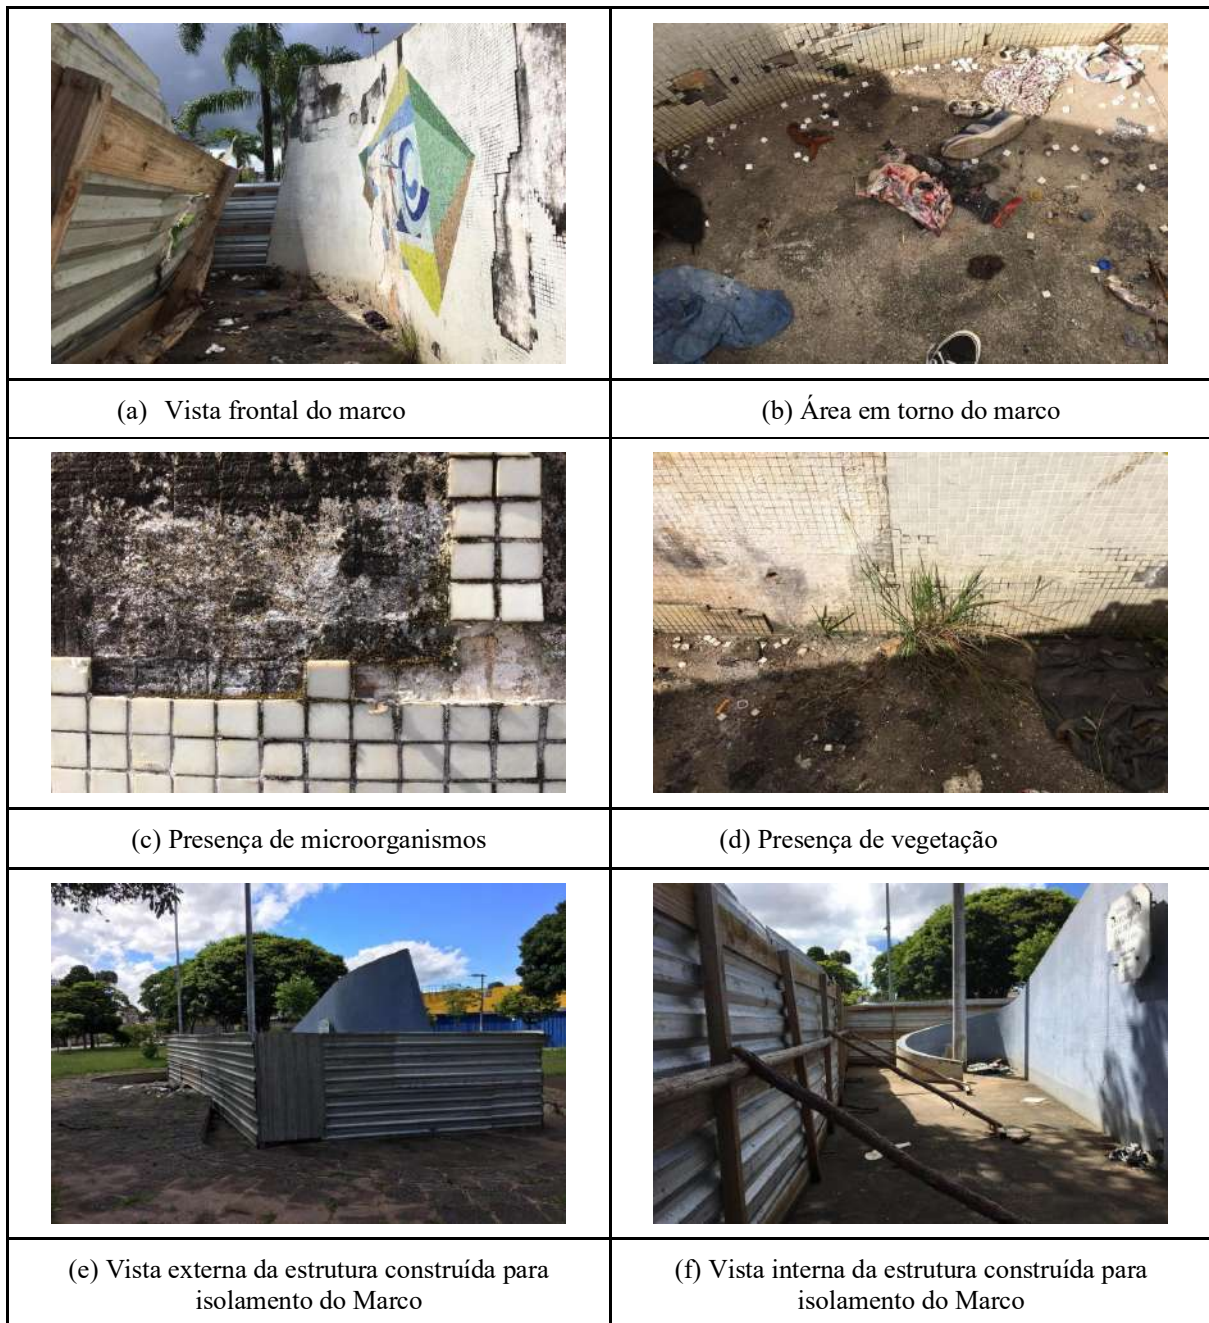 (a) Vista frontal do marco
(b) Área em torno do marco
(c) Presença de microorganismos
(d) Presença de vegetação
(e) Vista externa da estrutura construída para
isolamento do Marco
(f) Vista interna da estrutura construída para
isolamento do Marco